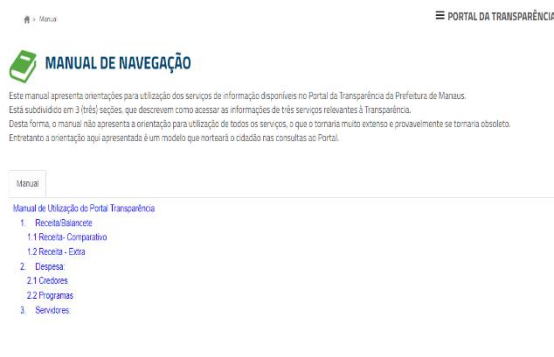 > Manual
≡ PORTAL DA TRANSPARÊNCIA
MANUAL DE NAVEGAÇÃO
Este manual apresenta orientações para utilização dos serviços de informação disponíveis no Portal da Transparência da Prefeitura de Manaus.
Está subdividido em 3 (três) seções, que descrevem como acessar as informações de três serviços relevantes à Transparência.
Desta forma, o manual não apresenta a orientação para utilização de todos os serviços, o que o tornaria muito extenso e provavelmente se tornaria obsoleto.
Entretanto a orientação aqui apresentada é um modelo que norteará o cidadão nas consultas ao Portal.
Manual
Manual de Utilização do Portal Transparência
1. Receita/Balancete
1.1 Receita- Comparativo
1.2 Receita - Extra
2. Despesa:
2.1 Credores
2.2 Programas
3. Servidores: